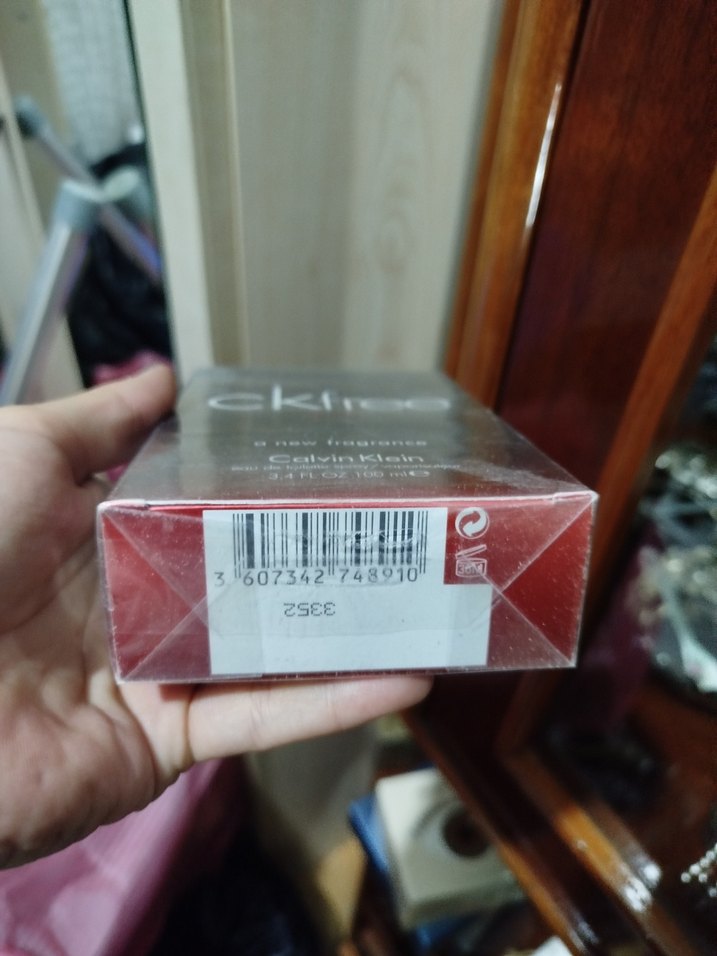 ckfree
a new fragrance
Calvin Klein
eau de toilette spray / vaporisateur
3.4 FL OZ 100 ml e
3 607342 748910
3352